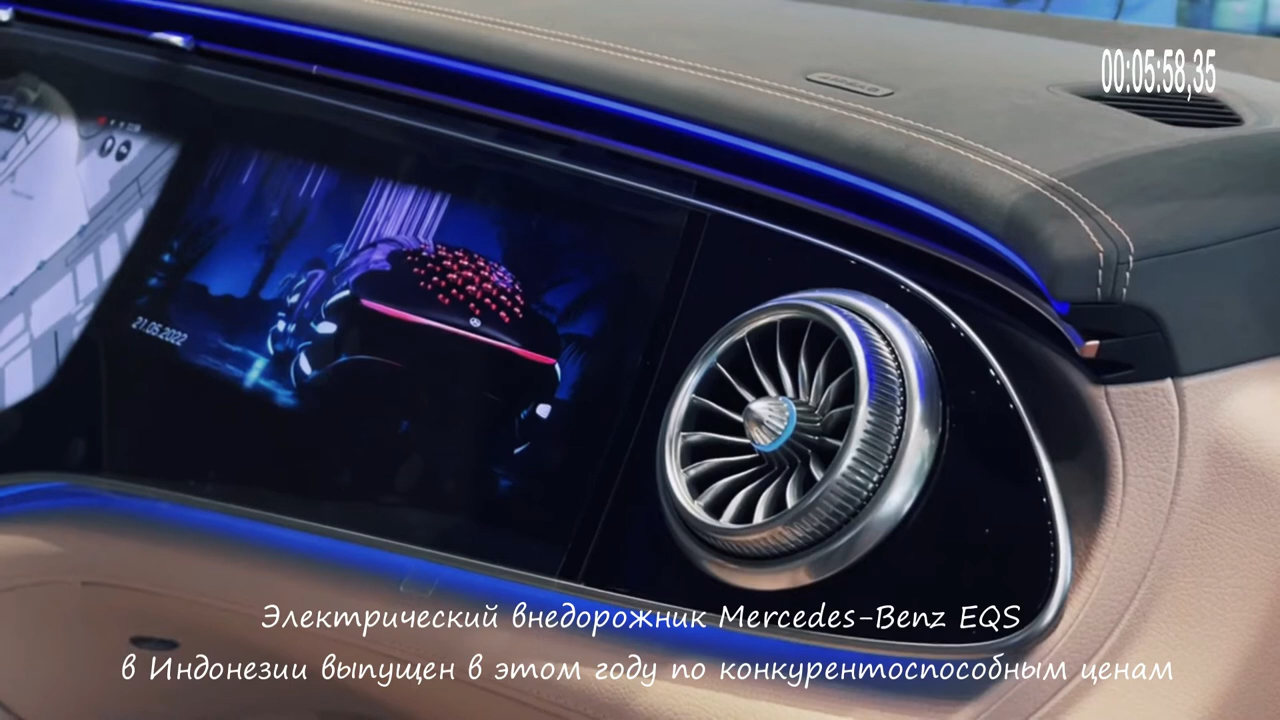 00:05:58,35
21.05.2022
Электрический внедорожник Mercedes-Benz EQS
в Индонезии выпущен в этом году по конкурентоспособным ценам